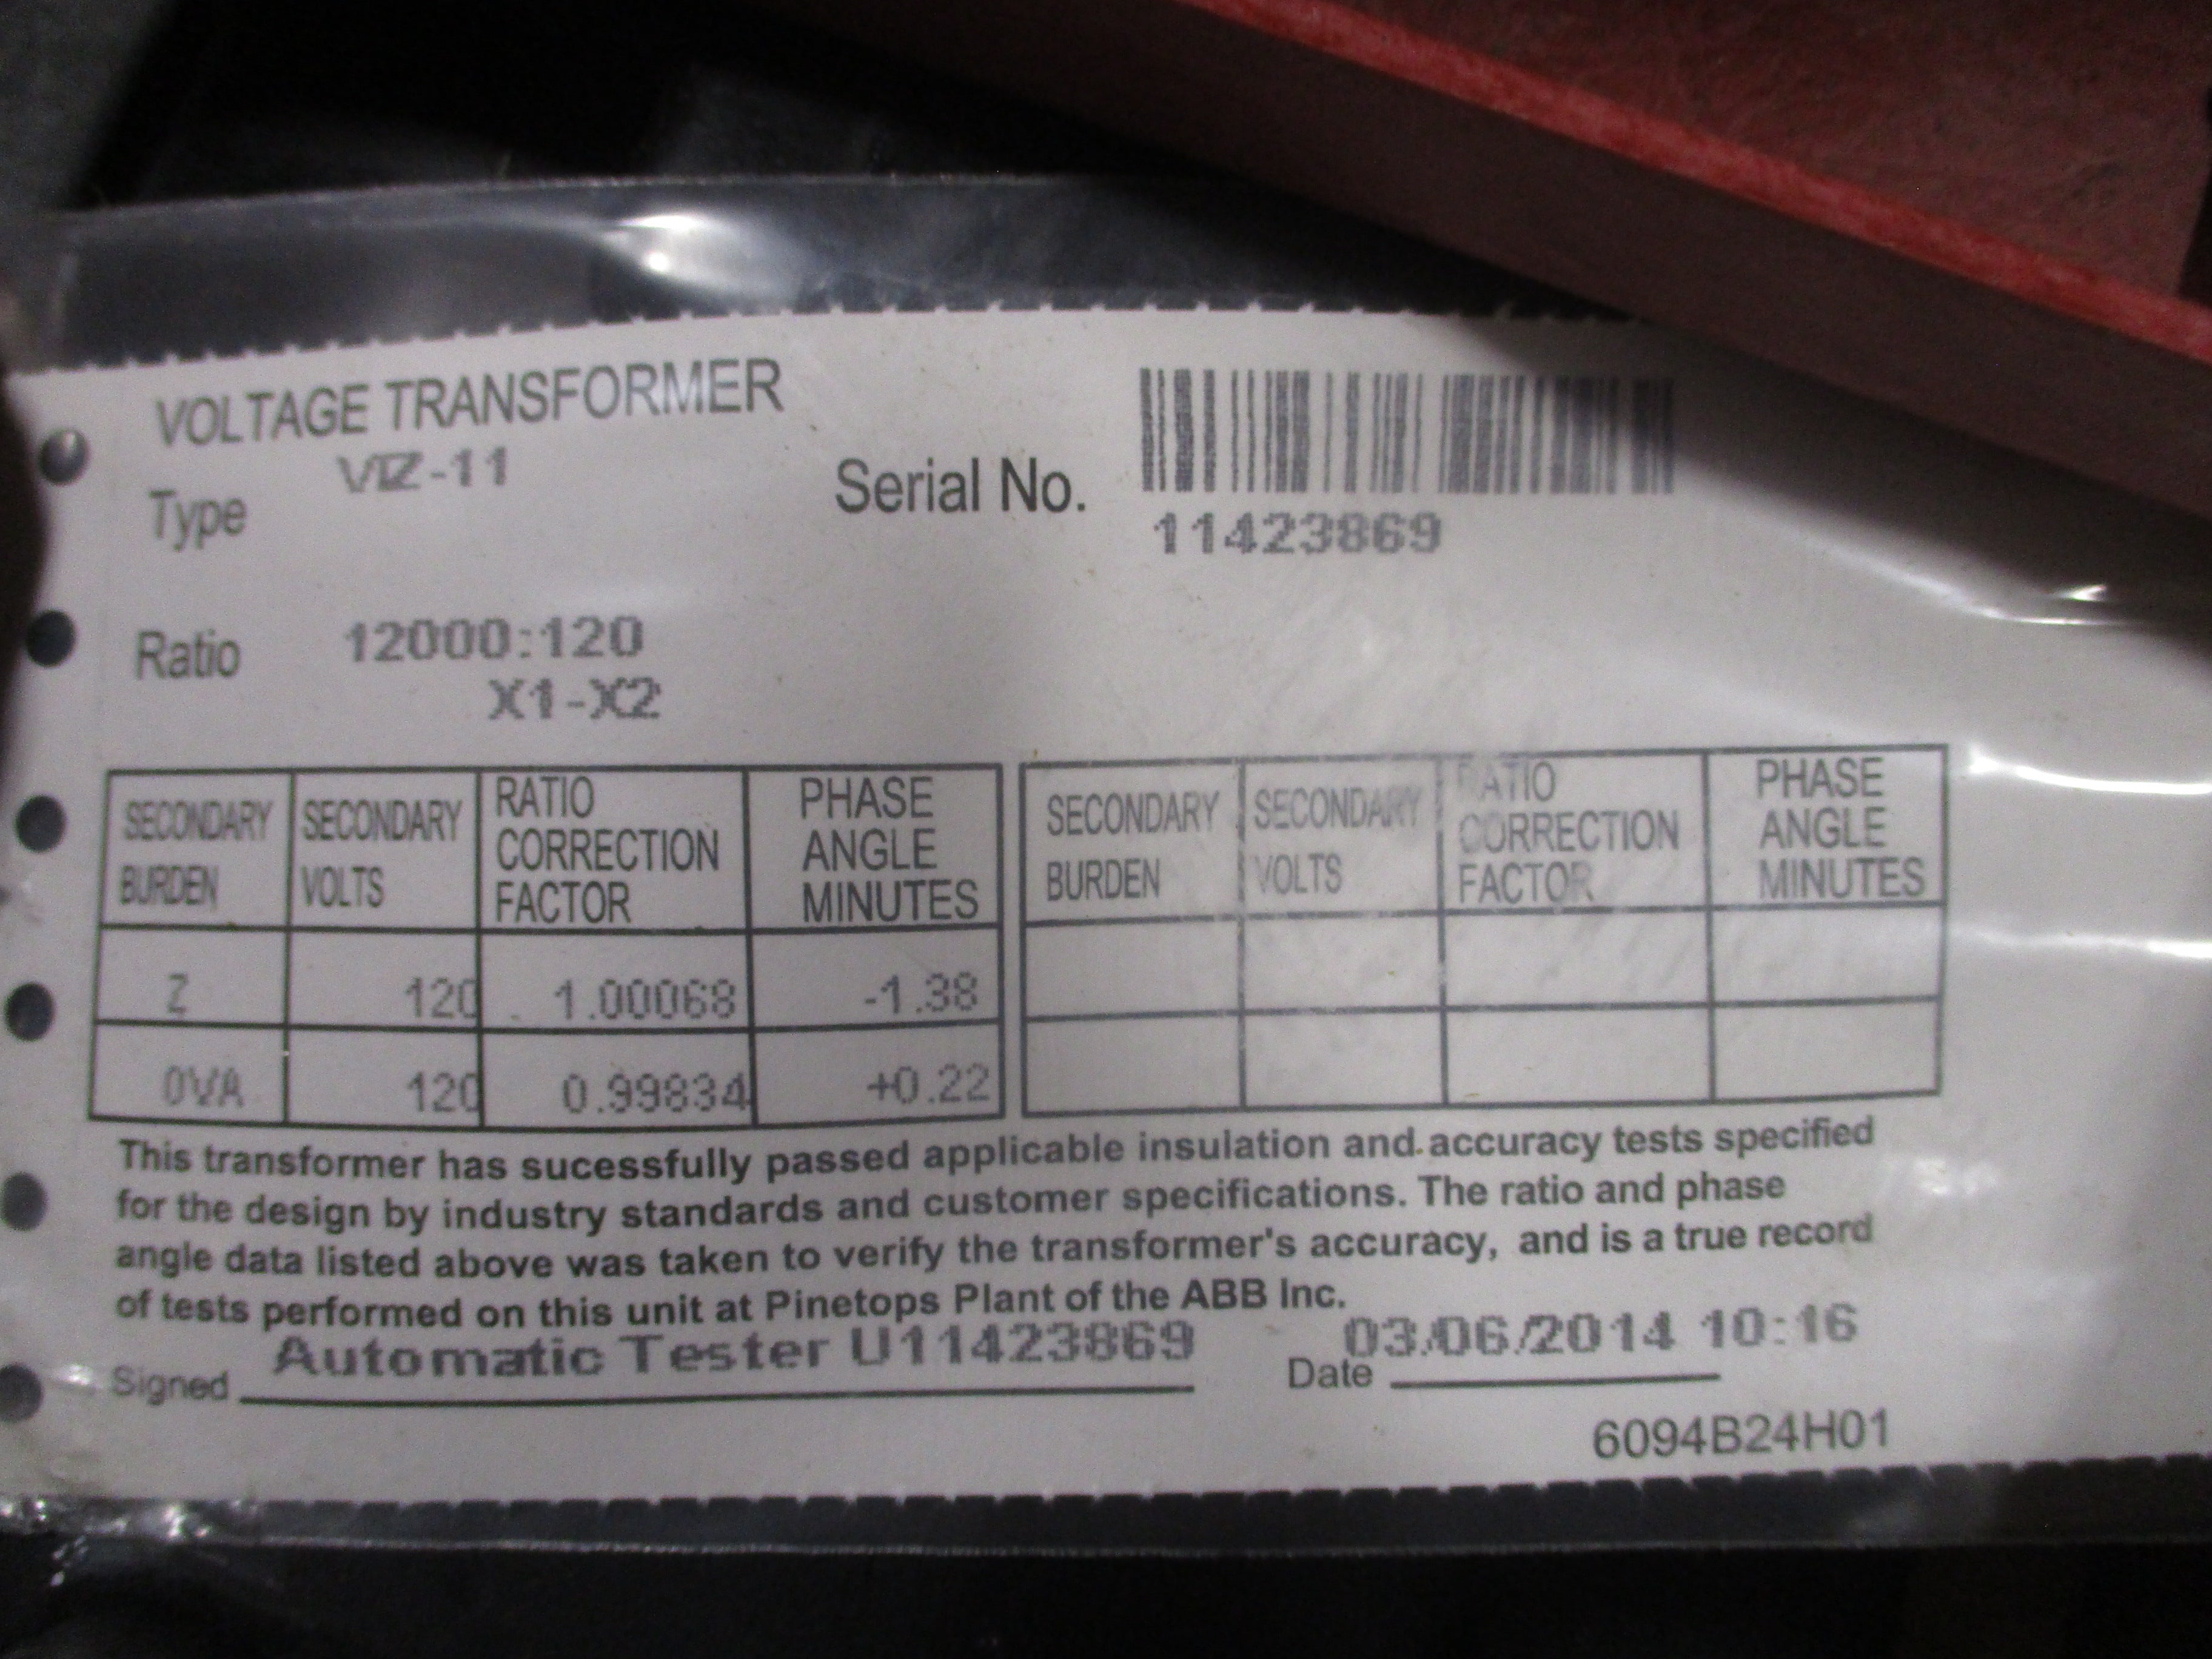 VOLTAGE TRANSFORMER
Type VIZ-11
Serial No.
11423869
Ratio 12000:120
X1-X2
SECONDARY BURDEN SECONDARY VOLTS RATIO CORRECTION FACTOR PHASE ANGLE MINUTES SECONDARY BURDEN SECONDARY VOLTS RATIO CORRECTION FACTOR PHASE ANGLE MINUTES
Z 120 1.00068 -1.38
0VA 120 0.99834 +0.22
This transformer has sucessfully passed applicable insulation and accuracy tests specified
for the design by industry standards and customer specifications. The ratio and phase
angle data listed above was taken to verify the transformer's accuracy, and is a true record
of tests performed on this unit at Pinetops Plant of the ABB Inc.
Signed Automatic Tester U11423869 Date 03/06/2014 10:16
6094B24H01